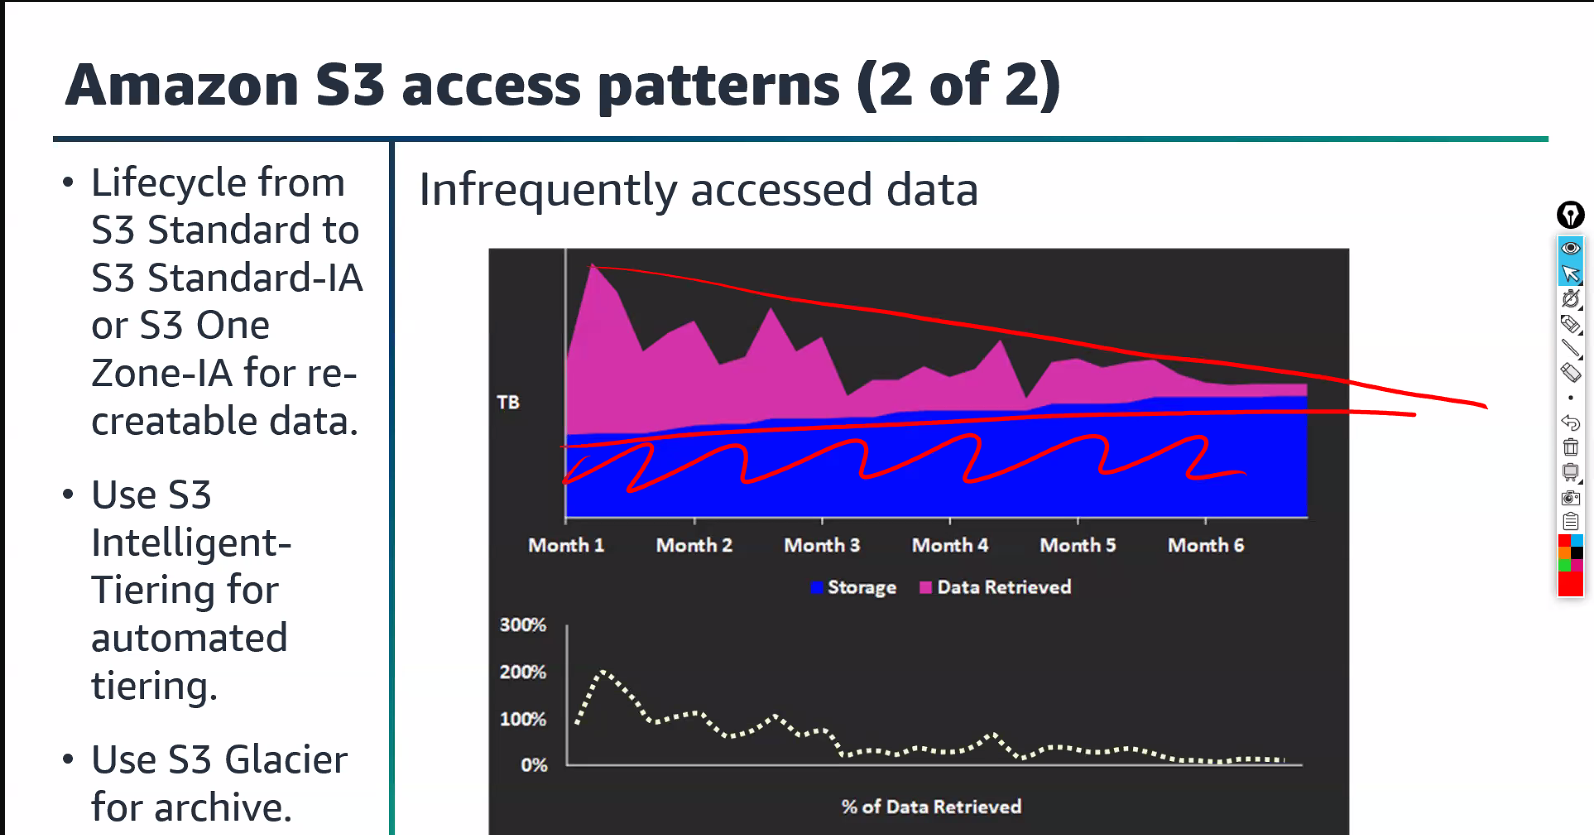 Amazon S3 access patterns (2 of 2)
• Lifecycle from
S3 Standard to
S3 Standard-IA
or S3 One
Zone-IA for re-
creatable data.
• Use S3
Intelligent-
Tiering for
automated
tiering.
• Use S3 Glacier
for archive.
Infrequently accessed data
TB
Month 1 Month 2 Month 3 Month 4 Month 5 Month 6
Storage Data Retrieved
300%
200%
100%
0%
% of Data Retrieved